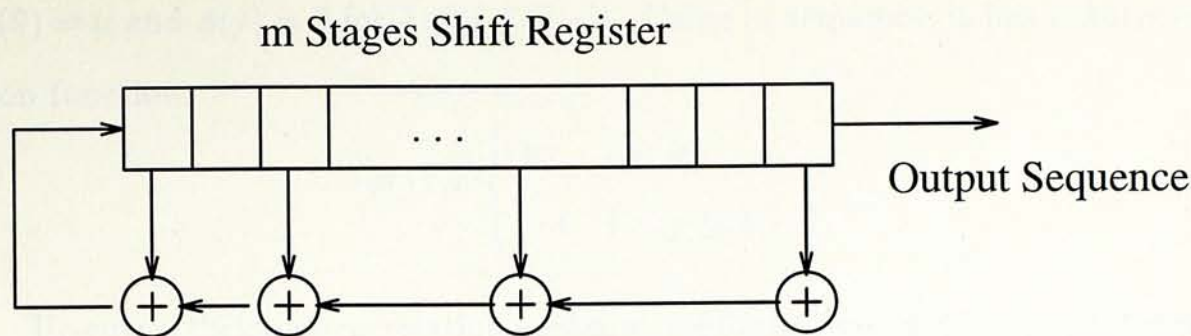 m Stages Shift Register
. . .
Output Sequence
+ + + +